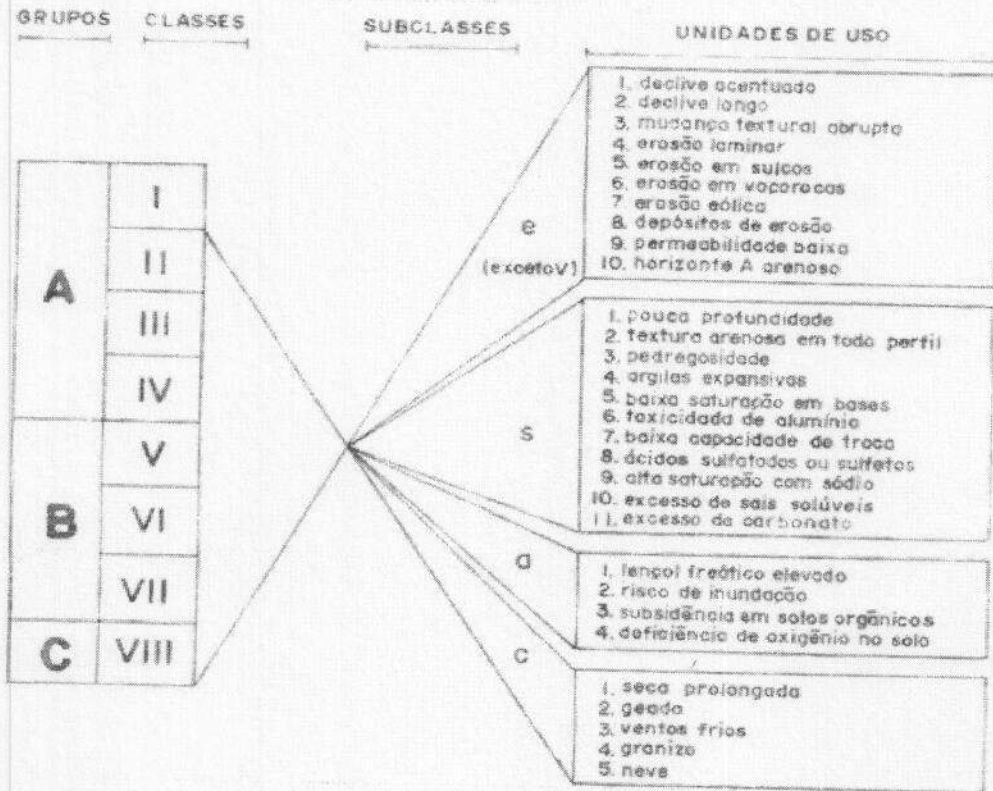 GRUPOS CLASSES SUBCLASSES UNIDADES DE USO
A
B
C
I
II
III
IV
V
VI
VII
VIII
e
(exceto V)
1. declive acentuado
2. declive longo
3. mudança textural abrupta
4. erosão laminar
5. erosão em sulcos
6. erosão em voçorocas
7. erosão eólica
8. depósitos de erosão
9. permeabilidade baixa
10. horizonte A arenoso
s
1. pouca profundidade
2. textura arenosa em todo perfil
3. pedregosidade
4. argilas expansivas
5. baixa saturação em bases
6. toxicidade de alumínio
7. baixa capacidade de troca
8. ácidos sulfatados ou sulfetos
9. alta saturação com sódio
10. excesso de sais solúveis
11. excesso de carbonato
a
1. lençol freático elevado
2. risco de inundação
3. subsidência em solos orgânicos
4. deficiência de oxigênio no solo
c
1. seca prolongada
2. geada
3. ventos frios
4. granizo
5. neve